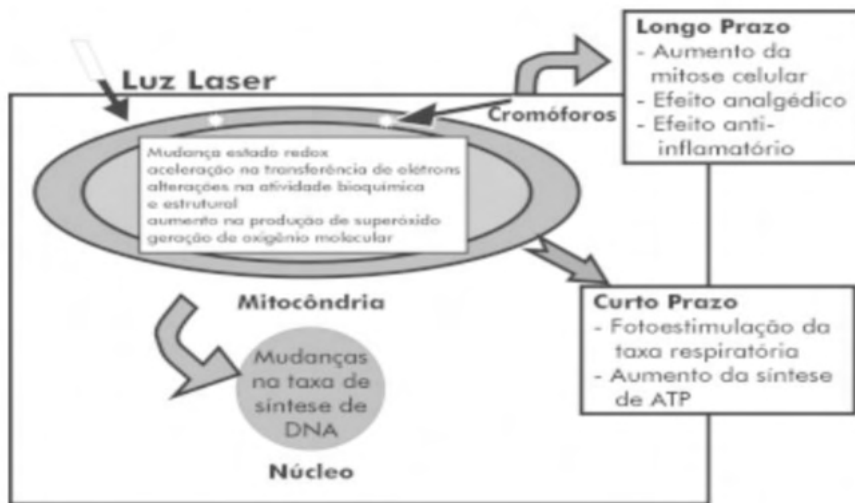 Luz Laser
Longo Prazo
- Aumento da
mitose celular
- Efeito analgédico
- Efeito anti-
inflamatório
Cromóforos
Mudança estado redox
aceleração na transferência de elétrons
alterações na atividade bioquímica
e estrutural
aumento na produção de superóxido
geração de oxigênio molecular
Mitocôndria
Curto Prazo
- Fotoestimulação da
taxa respiratória
- Aumento da síntese
de ATP
Mudanças
na taxa de
síntese de
DNA
Núcleo